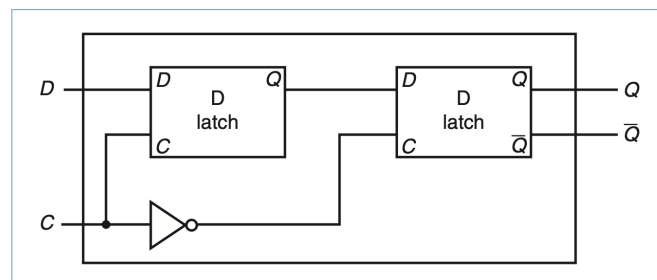 D D Q D Q Q
D latch
D latch
C C Q̅ Q̅
C